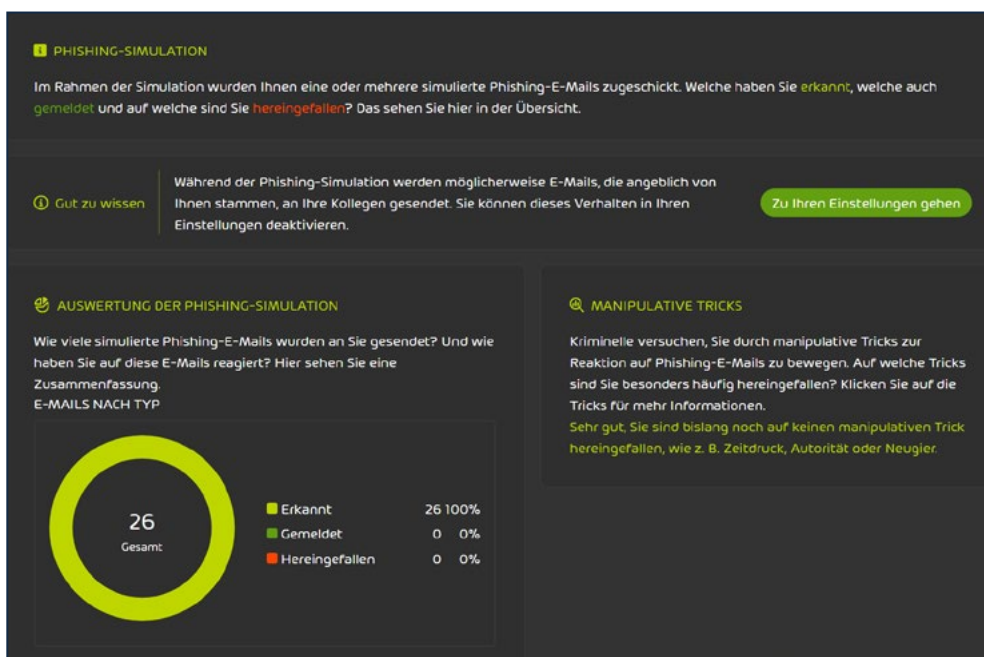 PHISHING-SIMULATION
Im Rahmen der Simulation wurden Ihnen eine oder mehrere simulierte Phishing-E-Mails zugeschickt. Welche haben Sie erkannt, welche auch
gemeldet und auf welche sind Sie hereingefallen? Das sehen Sie hier in der Übersicht.
Gut zu wissen
Während der Phishing-Simulation werden möglicherweise E-Mails, die angeblich von
Ihnen stammen, an Ihre Kollegen gesendet. Sie können dieses Verhalten in Ihren
Einstellungen deaktivieren.
Zu Ihren Einstellungen gehen
AUSWERTUNG DER PHISHING-SIMULATION
Wie viele simulierte Phishing-E-Mails wurden an Sie gesendet? Und wie
haben Sie auf diese E-Mails reagiert? Hier sehen Sie eine
Zusammenfassung.
E-MAILS NACH TYP
26
Gesamt
Erkannt 26 100%
Gemeldet 0 0%
Hereingefallen 0 0%
MANIPULATIVE TRICKS
Kriminelle versuchen, Sie durch manipulative Tricks zur
Reaktion auf Phishing-E-Mails zu bewegen. Auf welche Tricks
sind Sie besonders häufig hereingefallen? Klicken Sie auf die
Tricks für mehr Informationen.
Sehr gut, Sie sind bislang noch auf keinen manipulativen Trick
hereingefallen, wie z. B. Zeitdruck, Autorität oder Neugier.